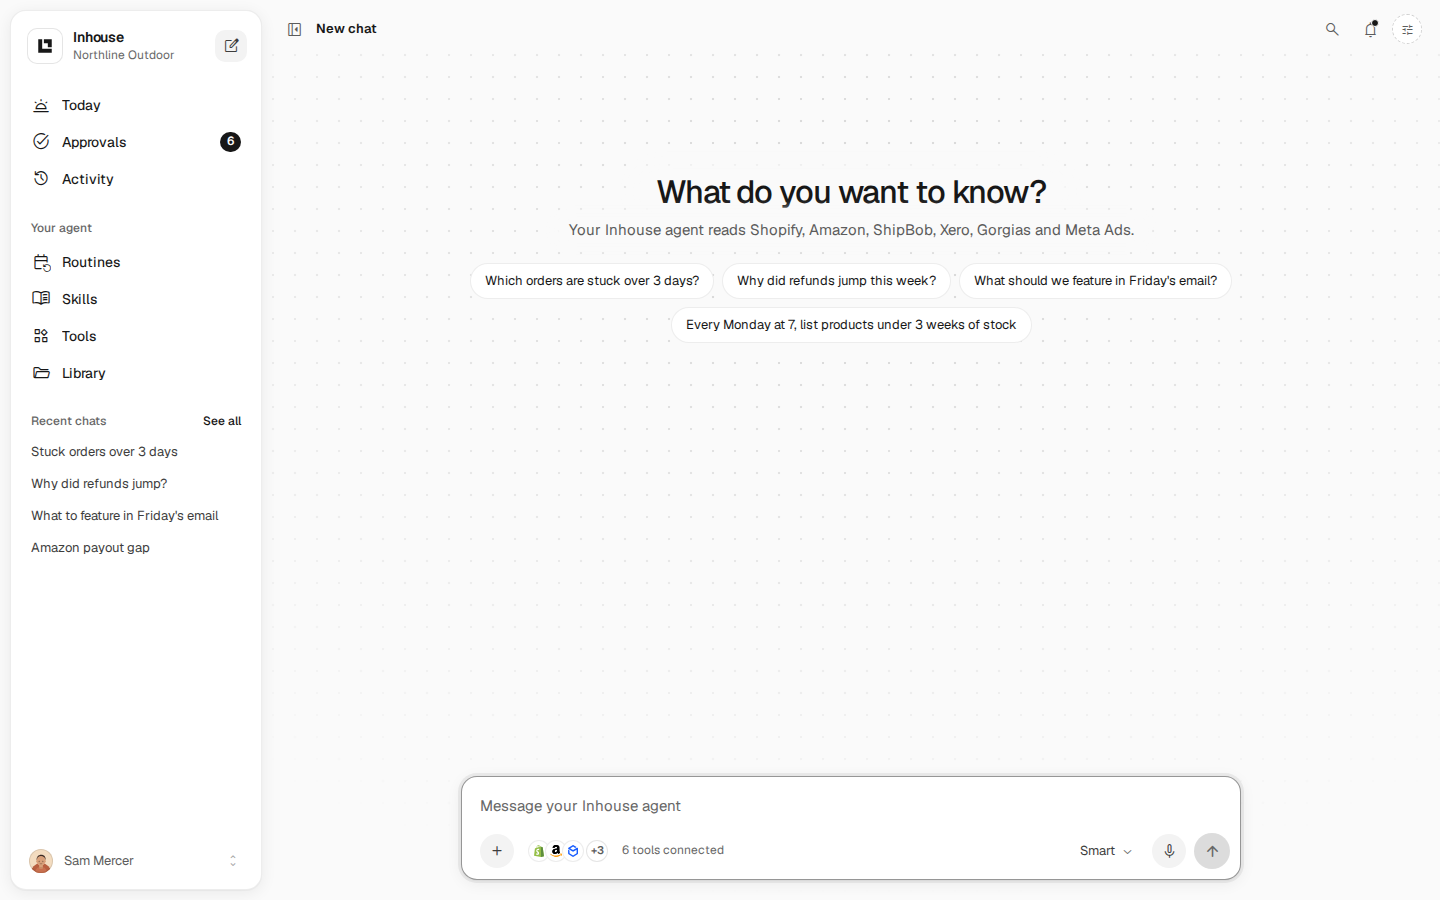 Inhouse
Northline Outdoor
Today
Approvals
6
Activity
Your agent
Routines
Skills
Tools
Library
Recent chats
See all
Stuck orders over 3 days
Why did refunds jump?
What to feature in Friday's email
Amazon payout gap
Sam Mercer
New chat
What do you want to know?
Your Inhouse agent reads Shopify, Amazon, ShipBob, Xero, Gorgias and Meta Ads.
Which orders are stuck over 3 days?
Why did refunds jump this week?
What should we feature in Friday's email?
Every Monday at 7, list products under 3 weeks of stock
Message your Inhouse agent
+3
6 tools connected
Smart